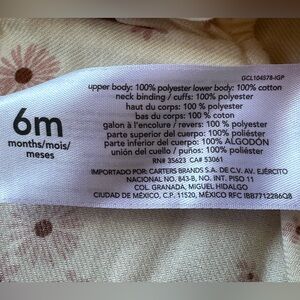 GCL104578-IGP
6m
months/mois/
meses
upper body: 100% polyester lower body: 100% cotton
neck binding / cuffs: 100% polyester
haut du corps: 100 % polyester
bas du corps: 100 % coton
galon à l'encolure / revers: 100 % polyester
parte superior del cuerpo: 100% poliéster
parte inferior del cuerpo: 100% ALGODÓN
unión del cuello / puños: 100% poliéster
RN# 35623 CA# 53061
IMPORTADO POR: CARTERS BRANDS S.A. DE C.V. AV. EJÉRCITO
NACIONAL NO. 843-B, NO. INT. PISO 11
COL. GRANADA, MIGUEL HIDALGO
CIUDAD DE MÉXICO, C.P. 11520, MÉXICO RFC IBB7712286Q8